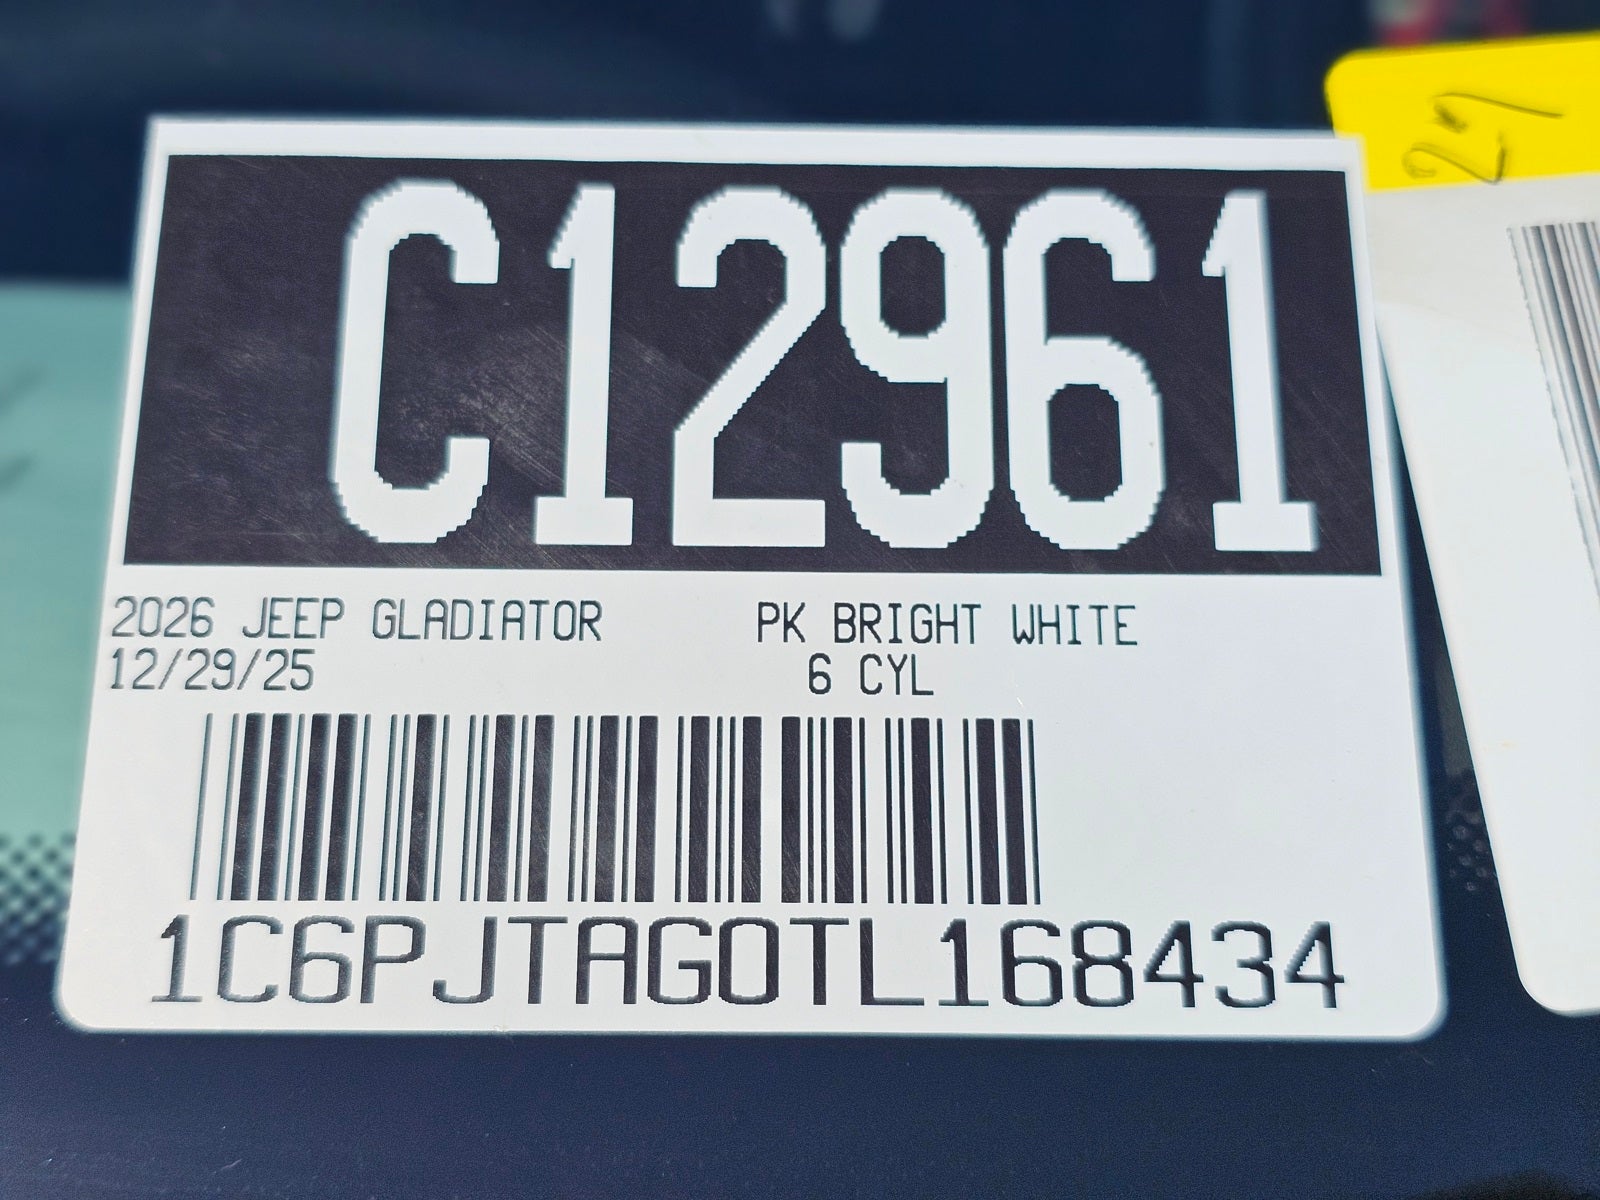 C12961
2026 JEEP GLADIATOR PK BRIGHT WHITE
12/29/25 6 CYL
1C6PJTAG0TL168434